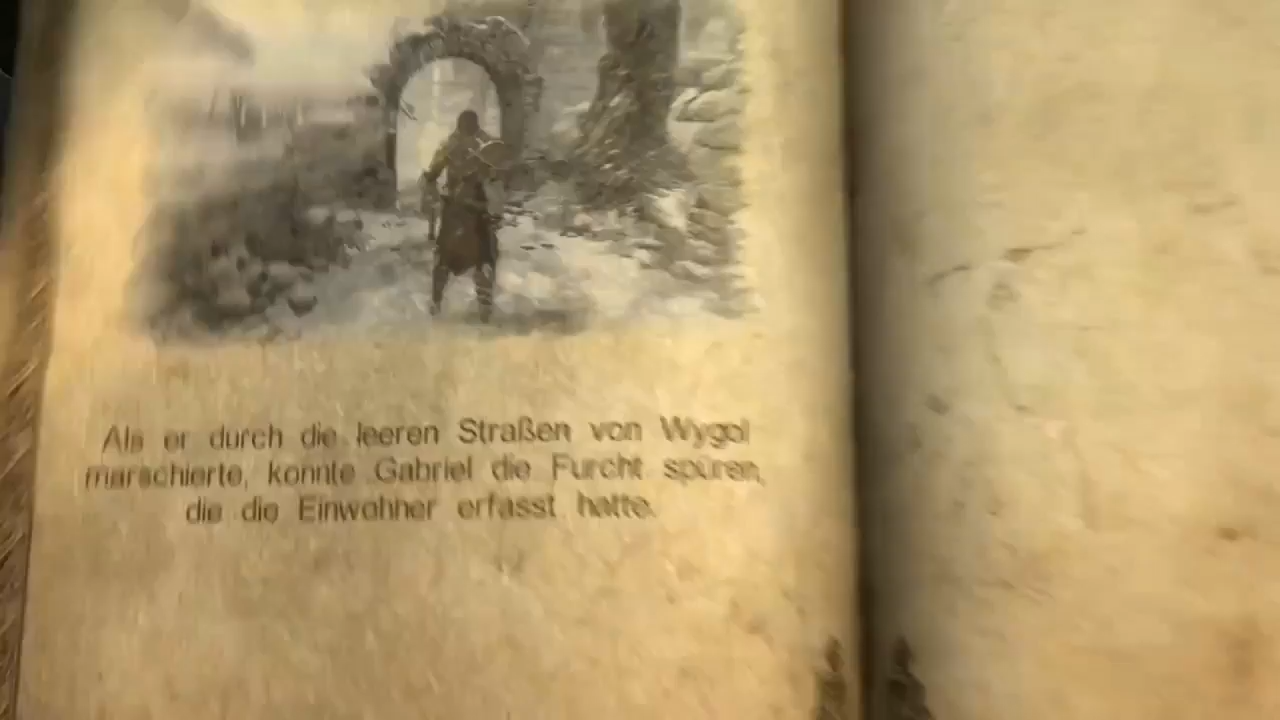 Als er durch die leeren Straßen von Wygol
marschierte, konnte Gabriel die Furcht spüren,
die die Einwohner erfasst hatte.